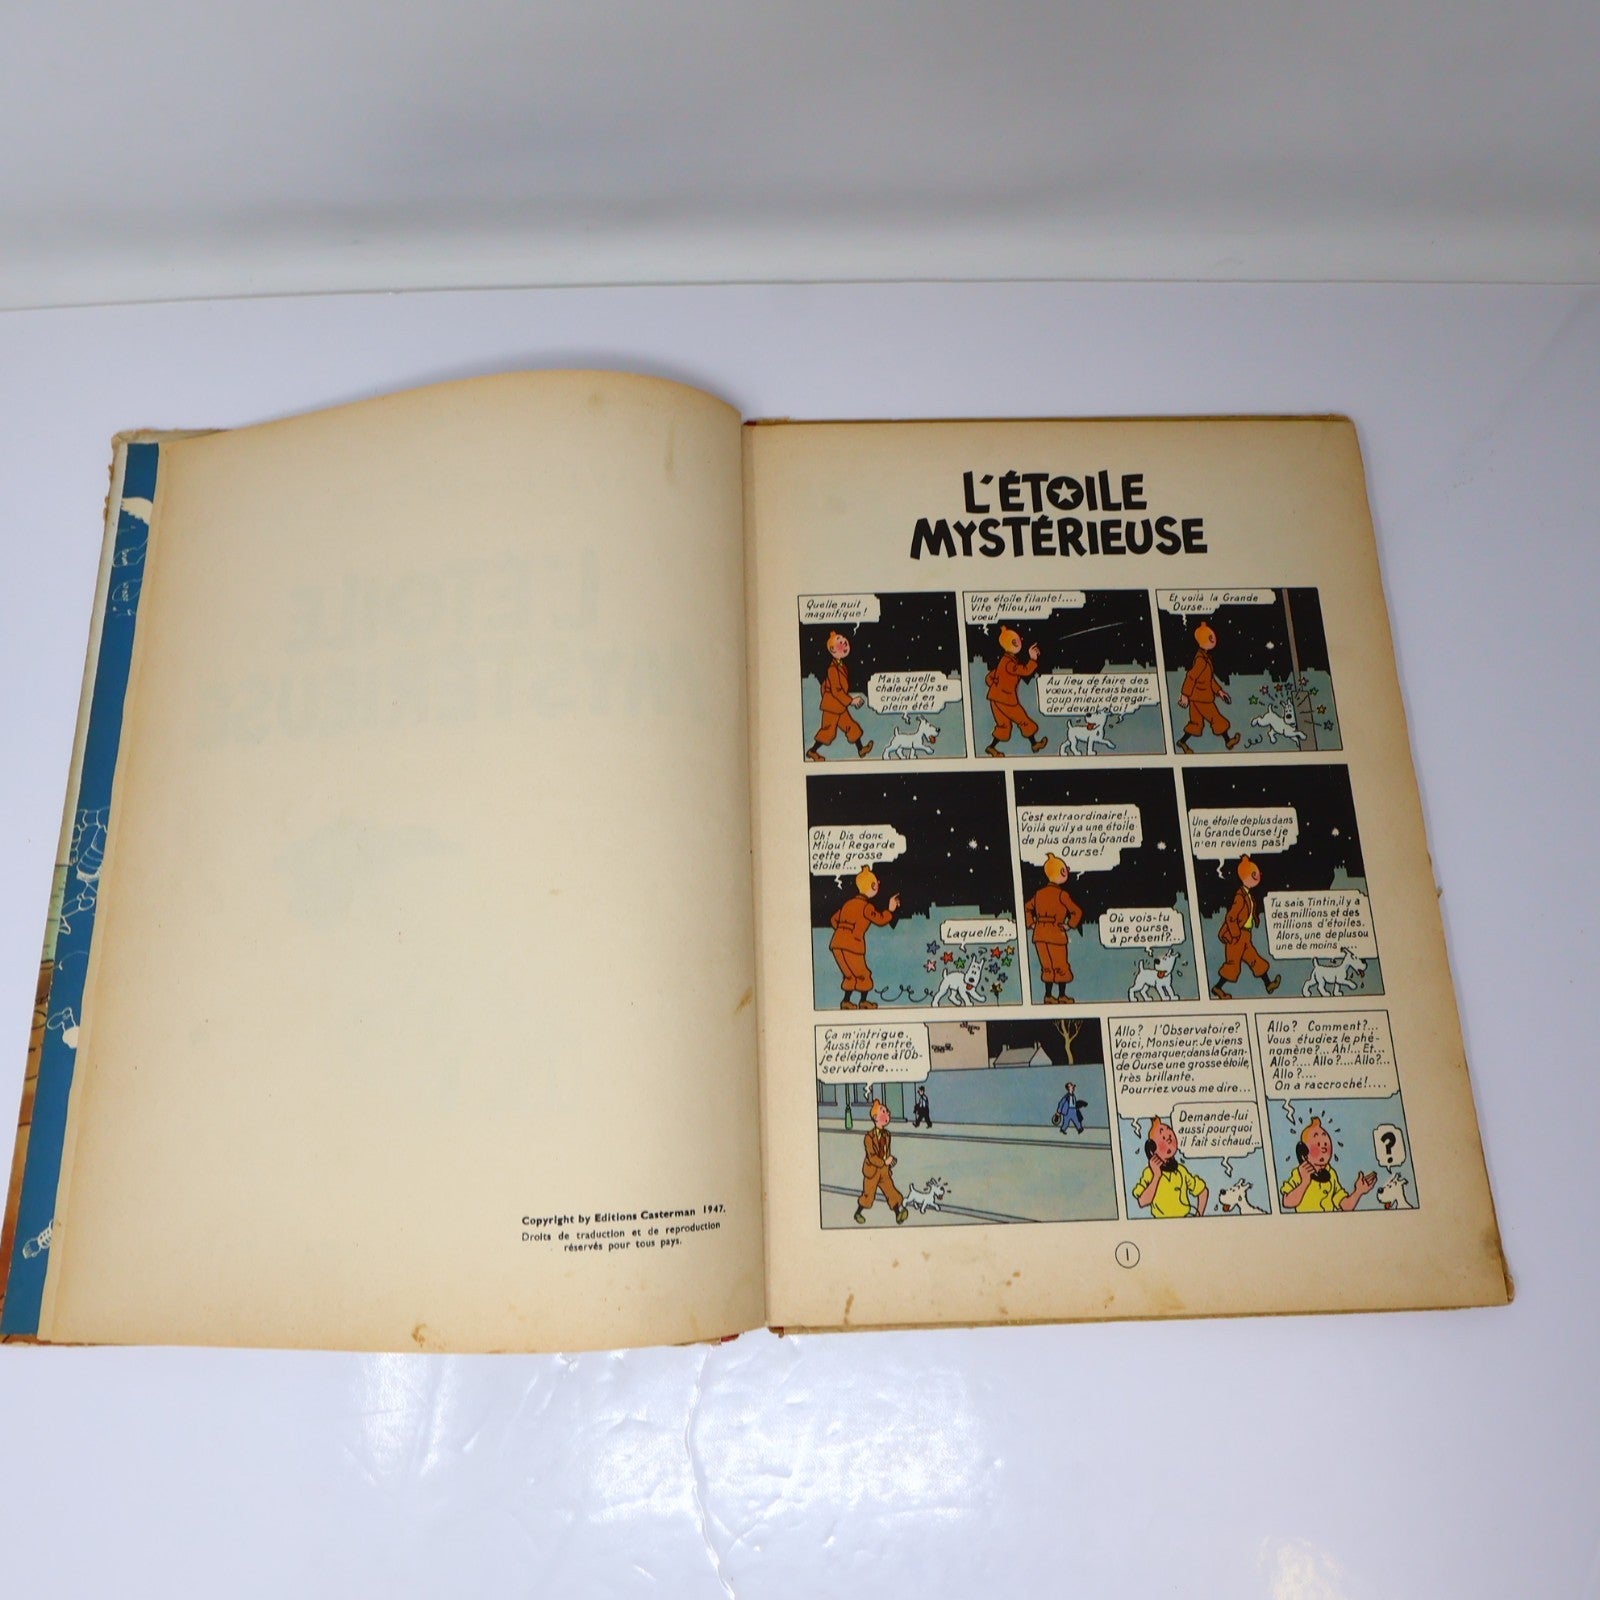 Copyright by Editions Casterman 1947.
Droits de traduction et de reproduction
réservés pour tous pays.
L'ÉTOILE
MYSTÉRIEUSE
Quelle nuit
magnifique!
Mais quelle
chaleur! On se
croirait en
plein été!
Une étoile filante!....
Vite Milou, un
voeu!
Au lieu de faire des
vœux, tu ferais beau-
coup mieux de regar-
der devant toi!
Et voilà la Grande
Ourse...
Oh! Dis donc
Milou! Regarde
cette grosse
étoile!...
Laquelle?..
C'est extraordinaire!...
Voilà qu'il y a une étoile
de plus dans la Grande
Ourse!
Où vois-tu
une ourse,
à présent?...
Une étoile de plus dans
la Grande Ourse! je
n'en reviens pas!
Tu sais Tintin, il y a
des millions et des
millions d'étoiles.
Alors, une de plus ou
une de moins....
Ça m'intrigue.
Aussitôt rentré,
je téléphone à l'Ob-
servatoire.....
Allo? l'Observatoire?
Voici, Monsieur. Je viens
de remarquer, dans la Gran-
de Ourse une grosse étoile,
très brillante.
Pourriez vous me dire...
Demande-lui
aussi pourquoi
il fait si chaud...
Allo? Comment?...
Vous étudiez le phé-
nomène?... Ah!... Et...
Allo?.... Allo?....Allo?...
Allo?....
On a raccroché!....
?
1